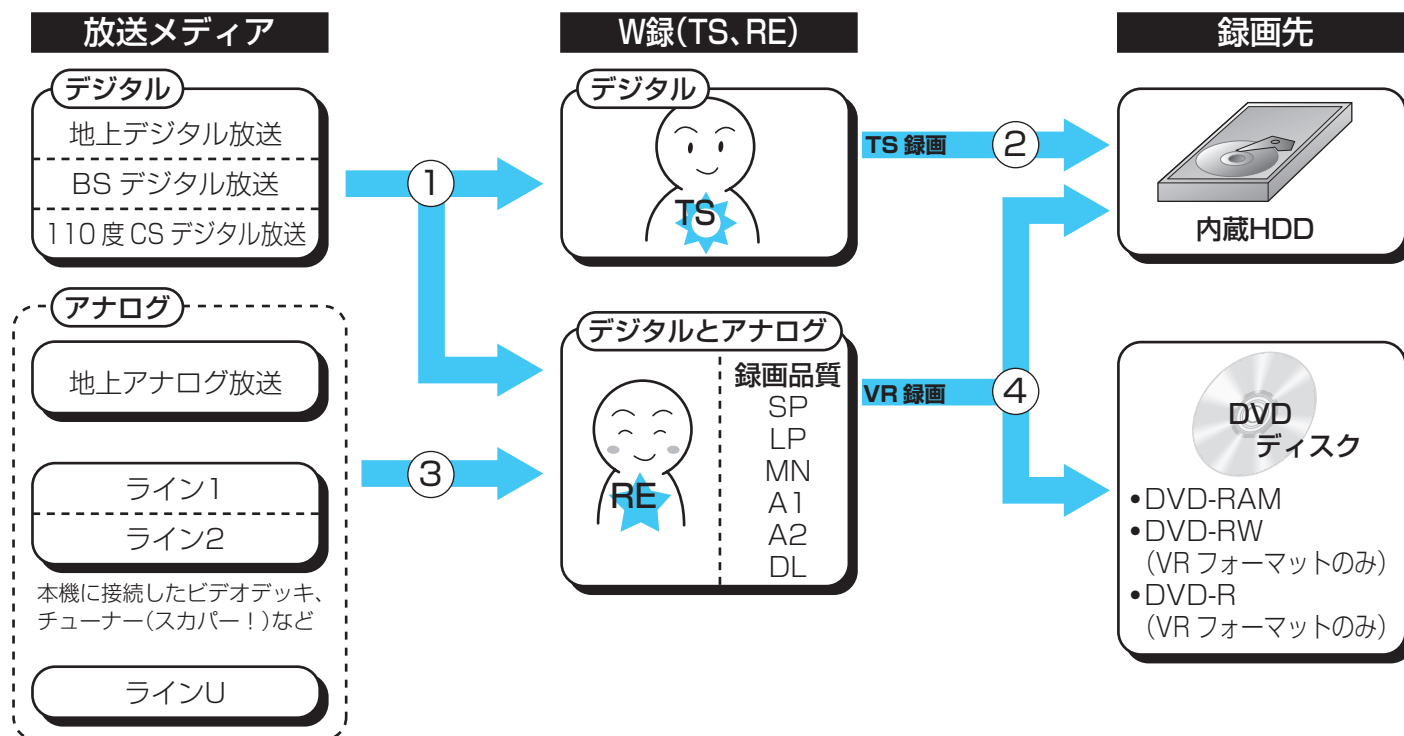 放送メディア
デジタル
地上デジタル放送
BS デジタル放送
110度CSデジタル放送
アナログ
地上アナログ放送
ライン1
ライン2
本機に接続したビデオデッキ、
チューナー(スカパー！)など
ラインU
①
③
W録(TS、RE)
デジタル
TS
デジタルとアナログ
RE
録画品質
SP
LP
MN
A1
A2
DL
TS 録画
②
VR 録画
④
録画先
内蔵HDD
DVD
ディスク
•DVD-RAM
•DVD-RW
(VR フォーマットのみ)
•DVD-R
(VR フォーマットのみ)